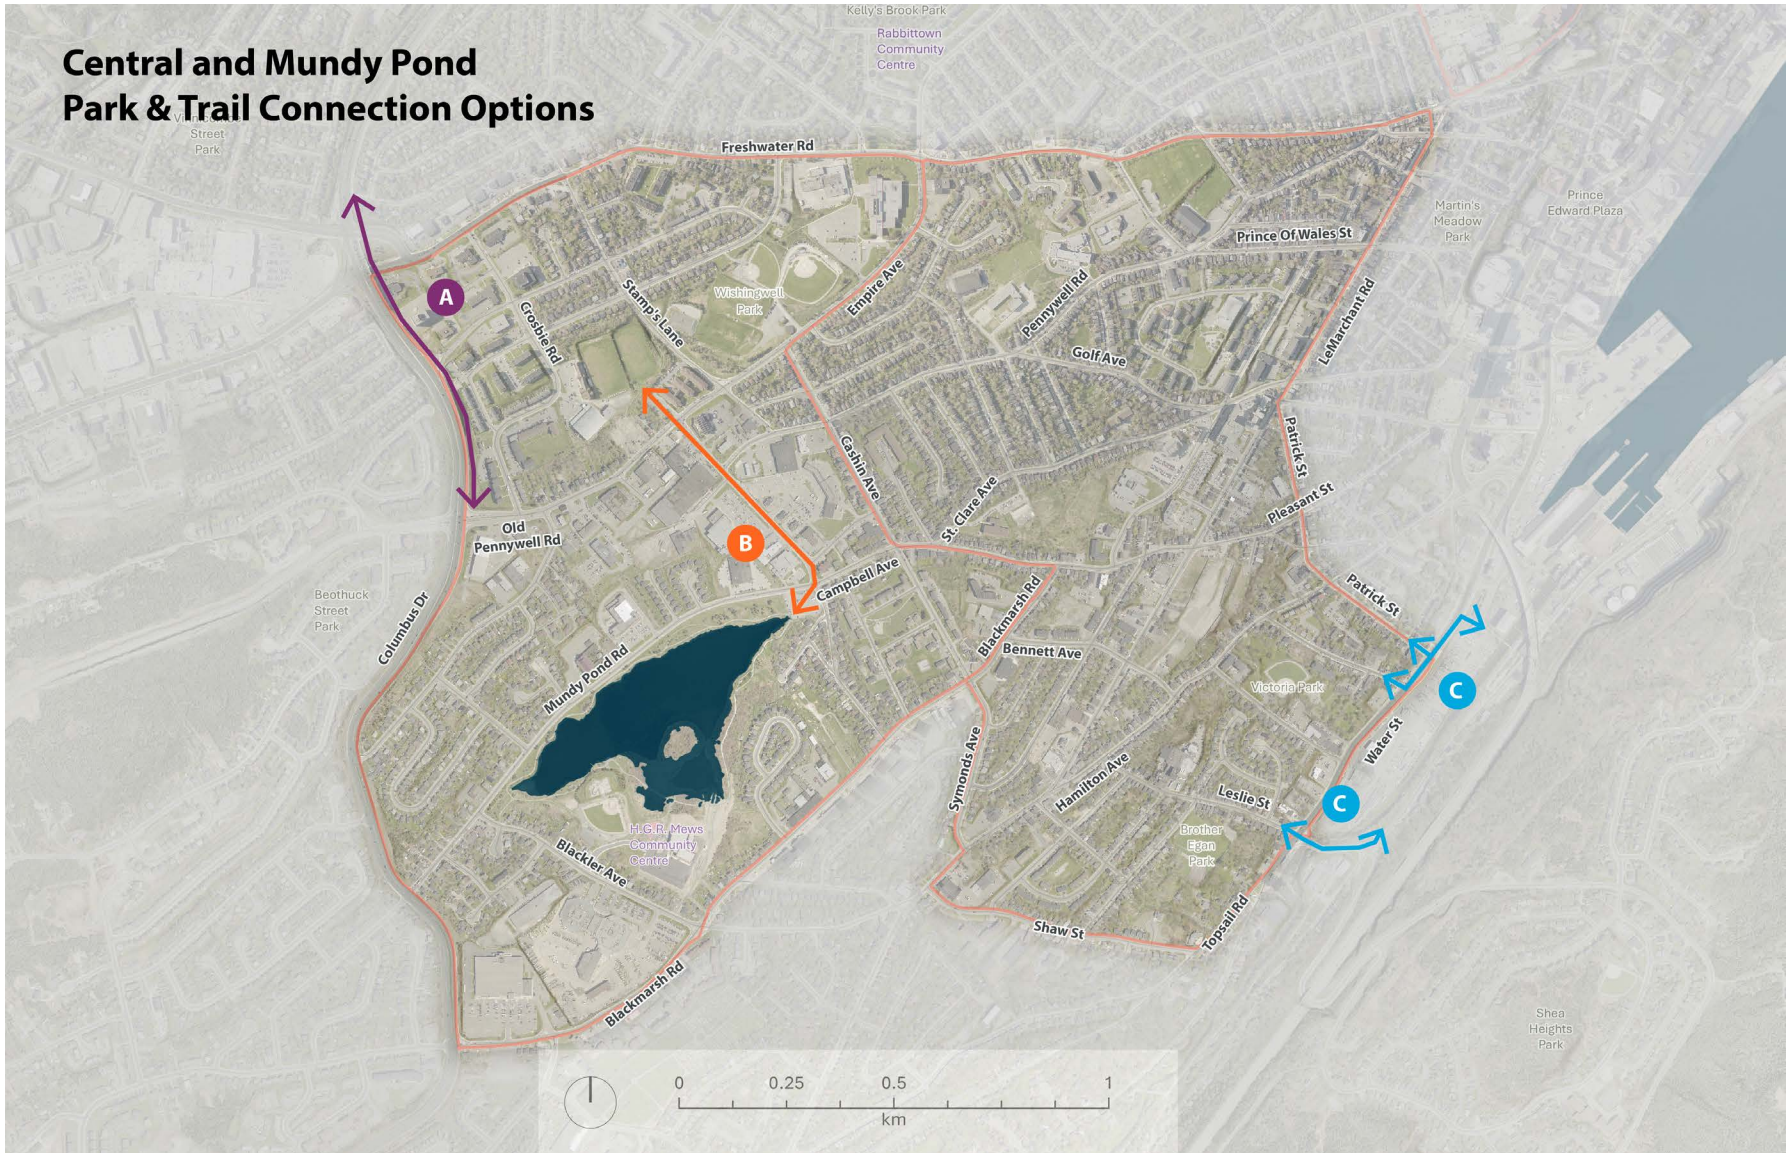 Central and Mundy Pond
Park & Trail Connection Options
Kelly's Brook Park
Rabbittown
Community
Centre
Street
Park
Freshwater Rd
Prince
Edward Plaza
Martin's
Meadow
Park
Prince Of Wales St
A
Wishingwell
Park
Stamp's Lane
Empire Ave
Crosbie Rd
Pennywell Rd
LeMarchant Rd
Golf Ave
Patrick St
Cashin Ave
St. Clare Ave
Pleasant St
Old
Pennywell Rd
B
Campbell Ave
Beothuck
Street
Park
Columbus Dr
Blackmarsh Rd
Patrick St
Bennett Ave
Mundy Pond Rd
Victoria Park
C
Water St
Symonds Ave
Hamilton Ave
Leslie St
C
H.G.R. Mews
Community
Centre
Brother
Egan
Park
Blackler Ave
Shaw St
Topsail Rd
Blackmarsh Rd
Shea
Heights
Park
0
0.25
0.5
1
km